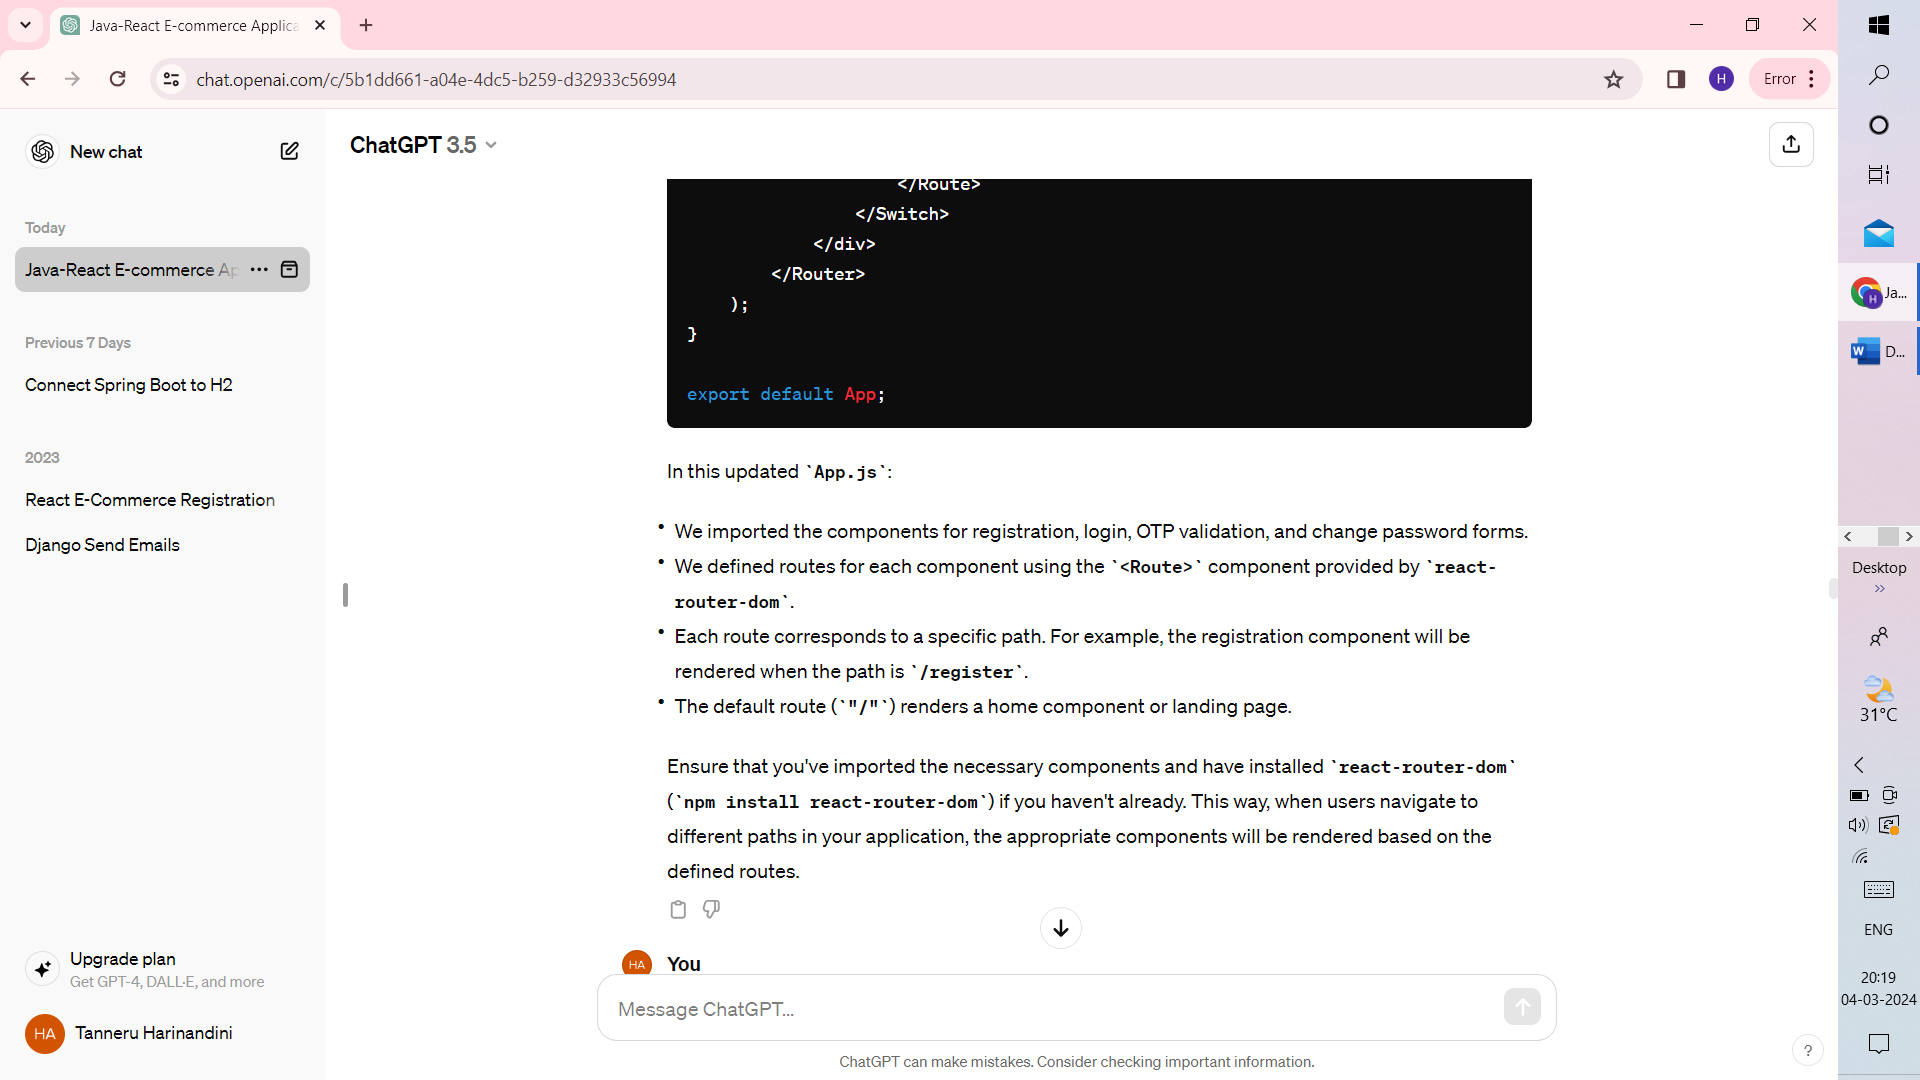 Java-React E-commerce Applica
chat.openai.com/c/5b1dd661-a04e-4dc5-b259-d32933c56994
H
Error
New chat
Today
Java-React E-commerce Ap
Previous 7 Days
Connect Spring Boot to H2
2023
React E-Commerce Registration
Django Send Emails
Upgrade plan
Get GPT-4, DALL·E, and more
HA
Tanneru Harinandini
ChatGPT 3.5
</Route>
</Switch>
</div>
</Router>
);
}
export default App;
In this updated `App.js`:
• We imported the components for registration, login, OTP validation, and change password forms.
• We defined routes for each component using the `<Route>` component provided by `react-
router-dom`.
• Each route corresponds to a specific path. For example, the registration component will be
rendered when the path is `/register`.
• The default route (`"/"`) renders a home component or landing page.
Ensure that you've imported the necessary components and have installed `react-router-dom`
(`npm install react-router-dom`) if you haven't already. This way, when users navigate to
different paths in your application, the appropriate components will be rendered based on the
defined routes.
HA
You
Message ChatGPT...
ChatGPT can make mistakes. Consider checking important information.
?
H
Ja...
W
D...
Desktop
31°C
ENG
20:19
04-03-2024